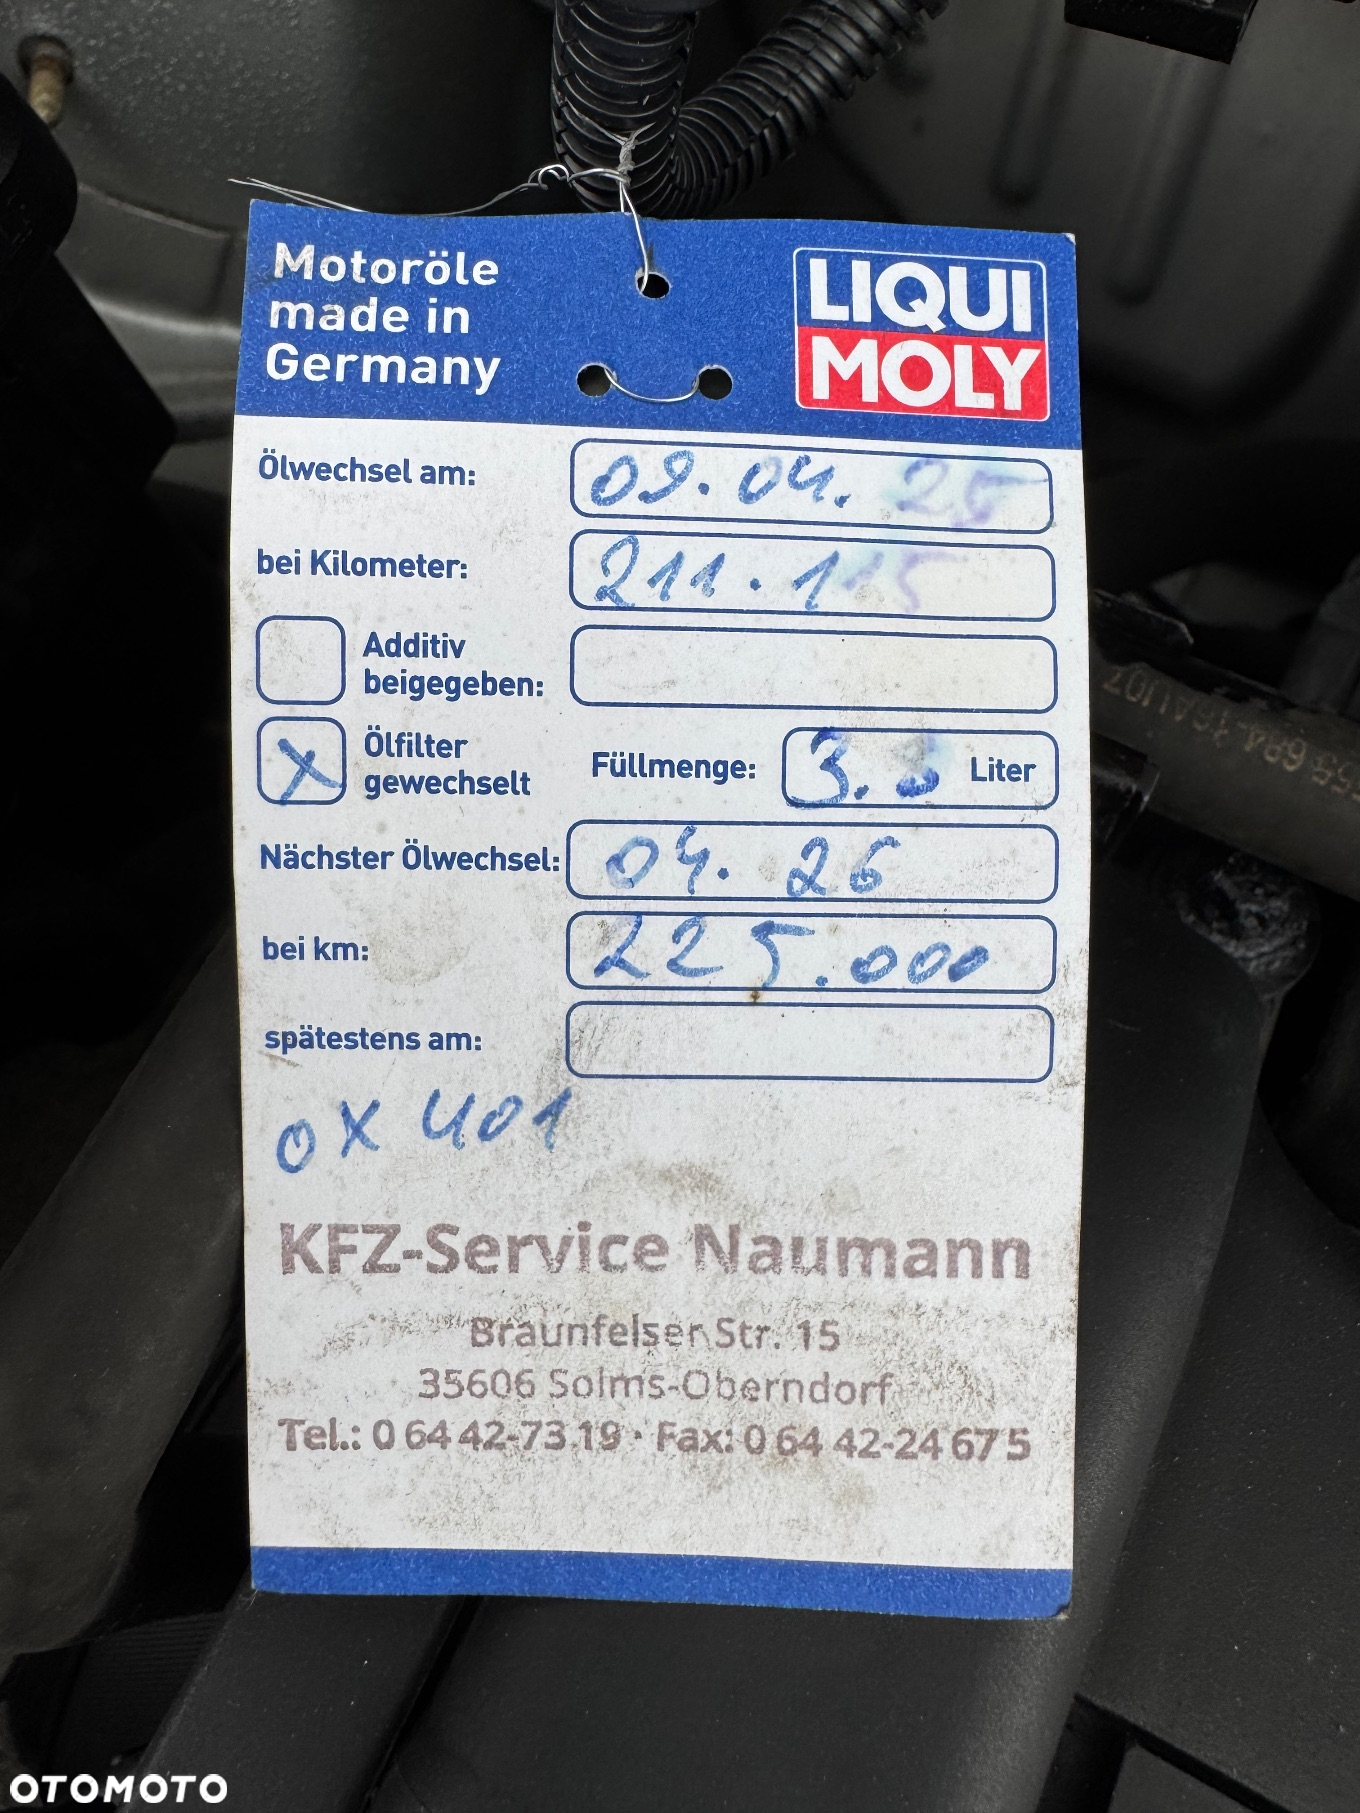 Motoröle
made in
Germany
LIQUI
MOLY
Ölwechsel am: 09.04.25
bei Kilometer: 211.115
Additiv
beigegeben:
x Ölfilter
gewechselt
Füllmenge: 3. Liter
Nächster Ölwechsel: 04. 26
bei km: 225.000
spätestens am:
OX 401
KFZ-Service Naumann
Braunfelser Str. 15
35606 Solms-Oberndorf
Tel.: 0 64 42-73 19 · Fax: 0 64 42-24 67 5
OTOMOTO